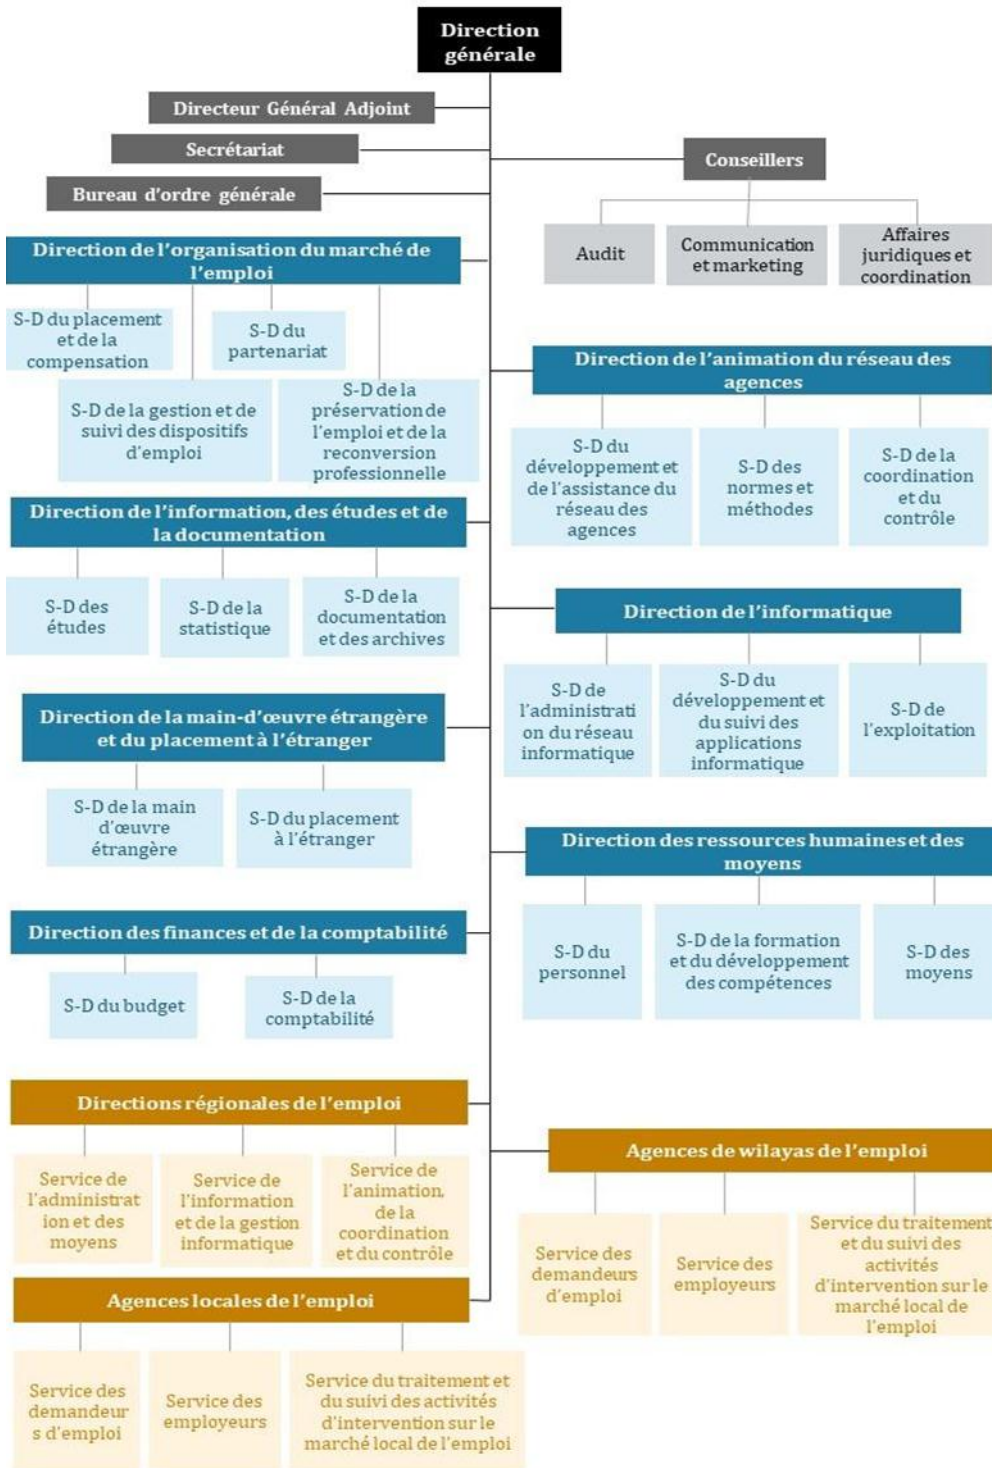 Direction
générale
Directeur Général Adjoint
Secrétariat
Bureau d'ordre générale
Conseillers
Audit
Communication
et marketing
Affaires
juridiques et
coordination
Direction de l'organisation du marché de
l'emploi
S-D du placement
et de la
compensation
S-D du
partenariat
S-D de la gestion et de
suivi des dispositifs
d'emploi
S-D de la
préservation de
l'emploi et de la
reconversion
professionnelle
Direction de l'animation du réseau des
agences
S-D du
développement et
de l'assistance du
réseau des
agences
S-D des
normes et
méthodes
S-D de la
coordination
et du
contrôle
Direction de l'information, des études et de
la documentation
S-D des
études
S-D de la
statistique
S-D de la
documentation
et des archives
Direction de l'informatique
S-D de
l'administrati
on du réseau
informatique
S-D du
développement et
du suivi des
applications
informatique
S-D de
l'exploitation
Direction de la main-d'œuvre étrangère
et du placement à l'étranger
S-D de la main
d'œuvre
étrangère
S-D du placement
à l'étranger
Direction des ressources humaines et des
moyens
S-D du
personnel
S-D de la formation
et du développement
des compétences
S-D des
moyens
Direction des finances et de la comptabilité
S-D du budget
S-D de la
comptabilité
Directions régionales de l'emploi
Service de
l'administrat
ion et des
moyens
Service de
l'information
et de la gestion
informatique
Service de
l'animation,
de la
coordination
et du contrôle
Agences de wilayas de l'emploi
Service des
demandeurs
d'emploi
Service des
employeurs
Service du traitement
et du suivi des
activités
d'intervention sur le
marché local de
l'emploi
Agences locales de l'emploi
Service des
demandeur
s d'emploi
Service des
employeurs
Service du traitement et
du suivi des activités
d'intervention sur le
marché local de l'emploi